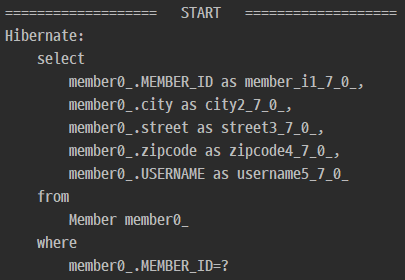 ===================   START   ===================
Hibernate:
    select
        member0_.MEMBER_ID as member_i1_7_0_,
        member0_.city as city2_7_0_,
        member0_.street as street3_7_0_,
        member0_.zipcode as zipcode4_7_0_,
        member0_.USERNAME as username5_7_0_
    from
        Member member0_
    where
        member0_.MEMBER_ID=?